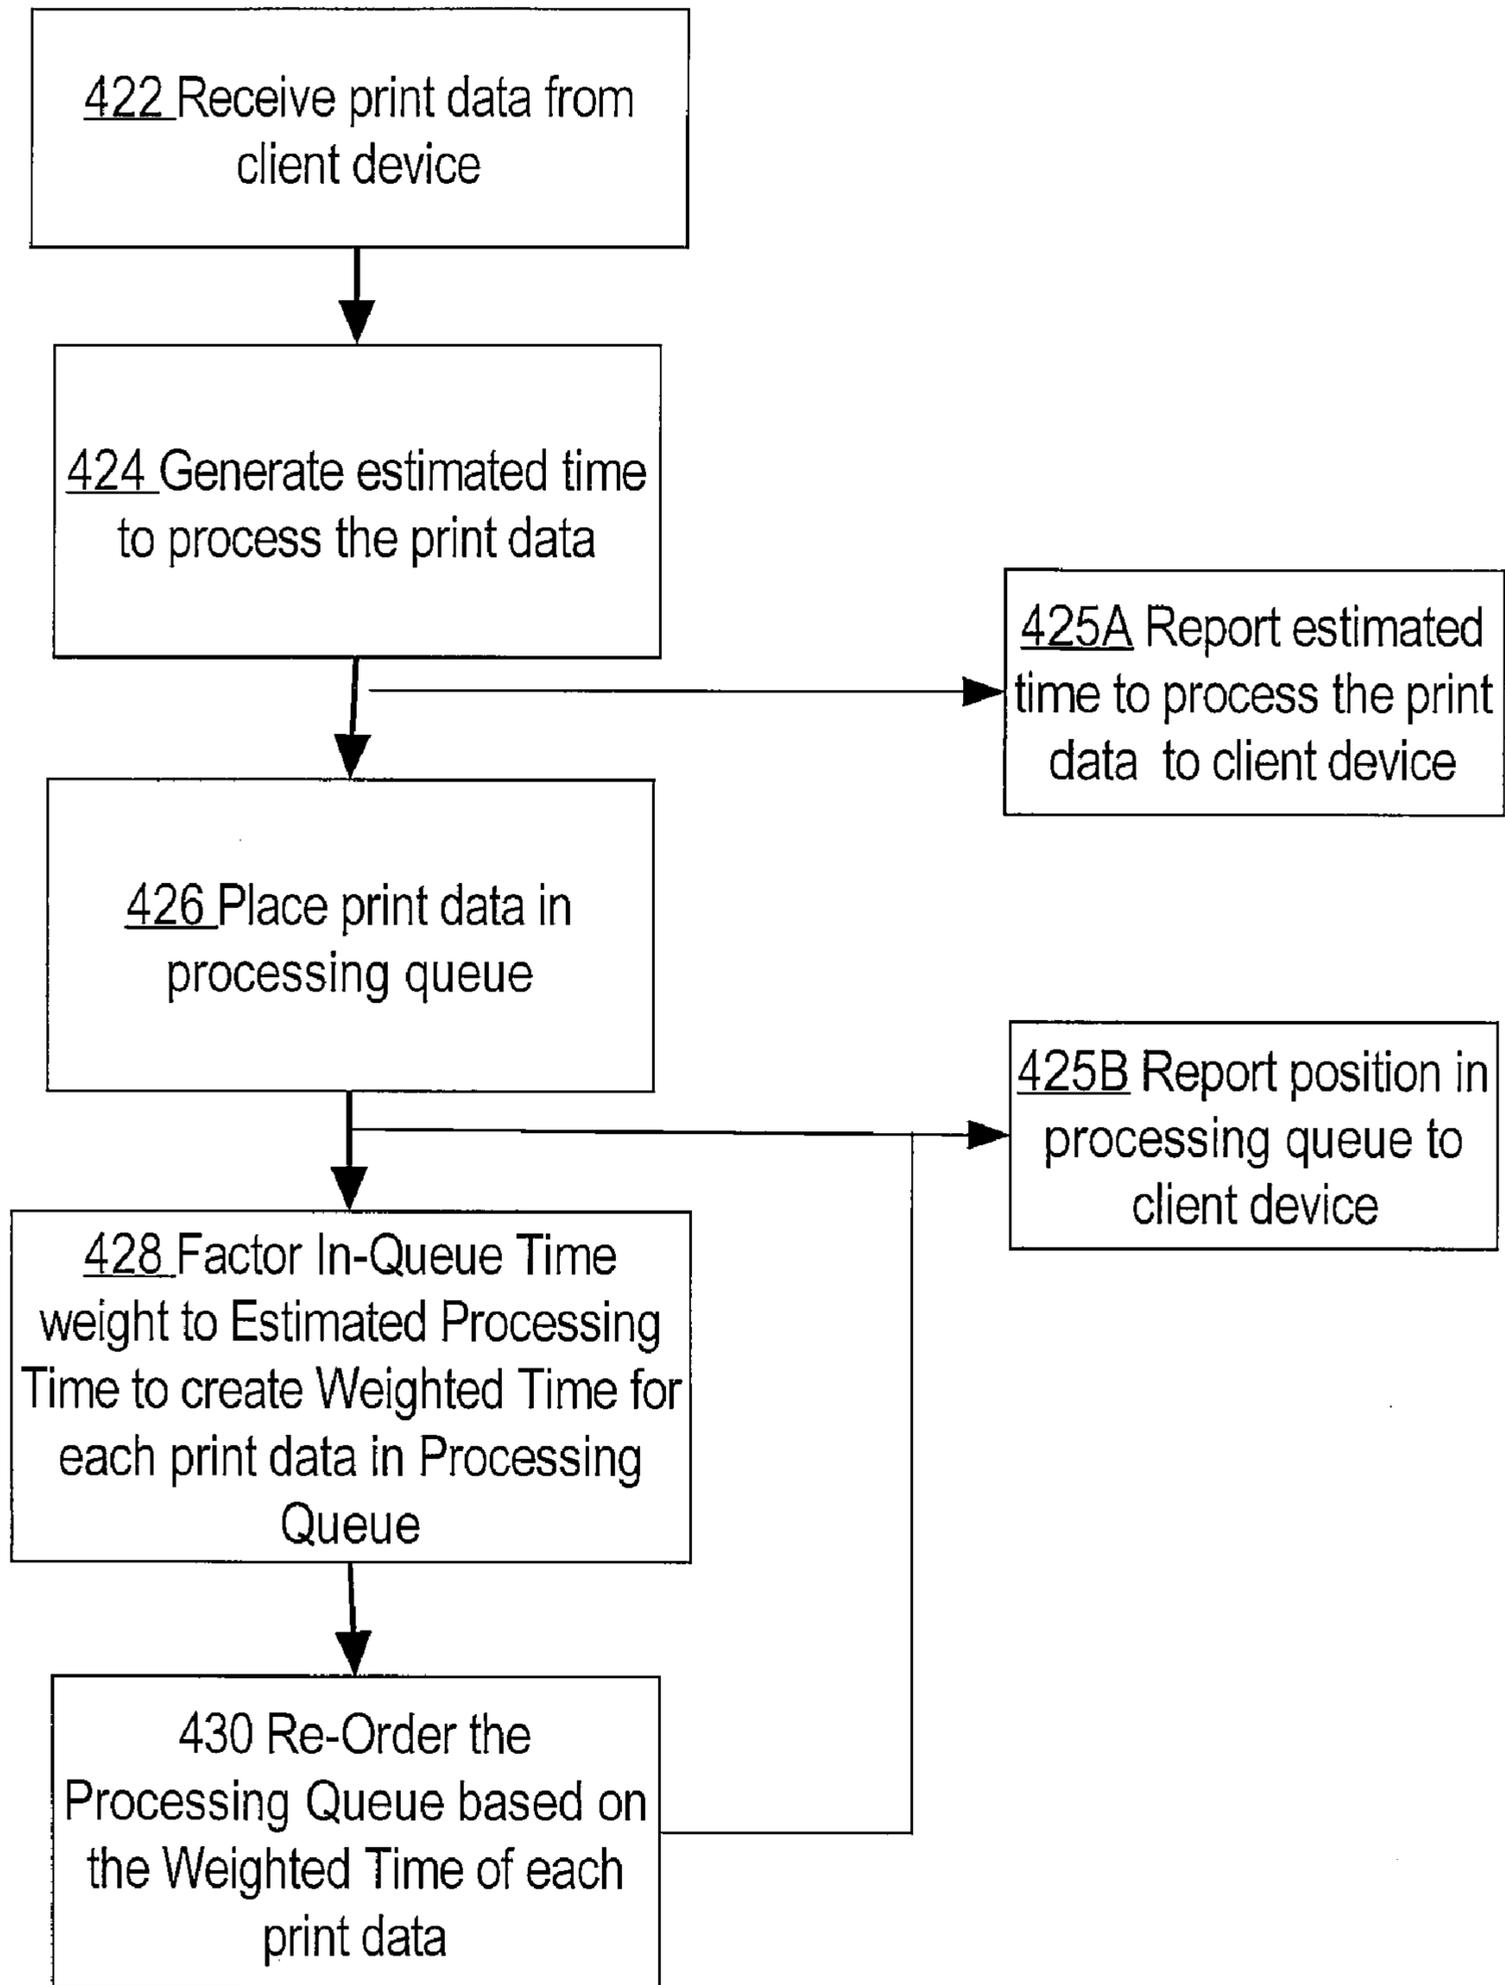 422 Receive print data from
client device
424 Generate estimated time
to process the print data
425A Report estimated
time to process the print
data to client device
426 Place print data in
processing queue
425B Report position in
processing queue to
client device
428 Factor In-Queue Time
weight to Estimated Processing
Time to create Weighted Time for
each print data in Processing
Queue
430 Re-Order the
Processing Queue based on
the Weighted Time of each
print data